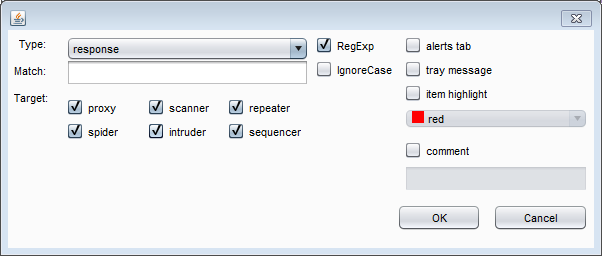 Type: response RegExp alerts tab
Match: IgnoreCase tray message
Target: item highlight
proxy scanner repeater red
spider intruder sequencer
comment
OK Cancel